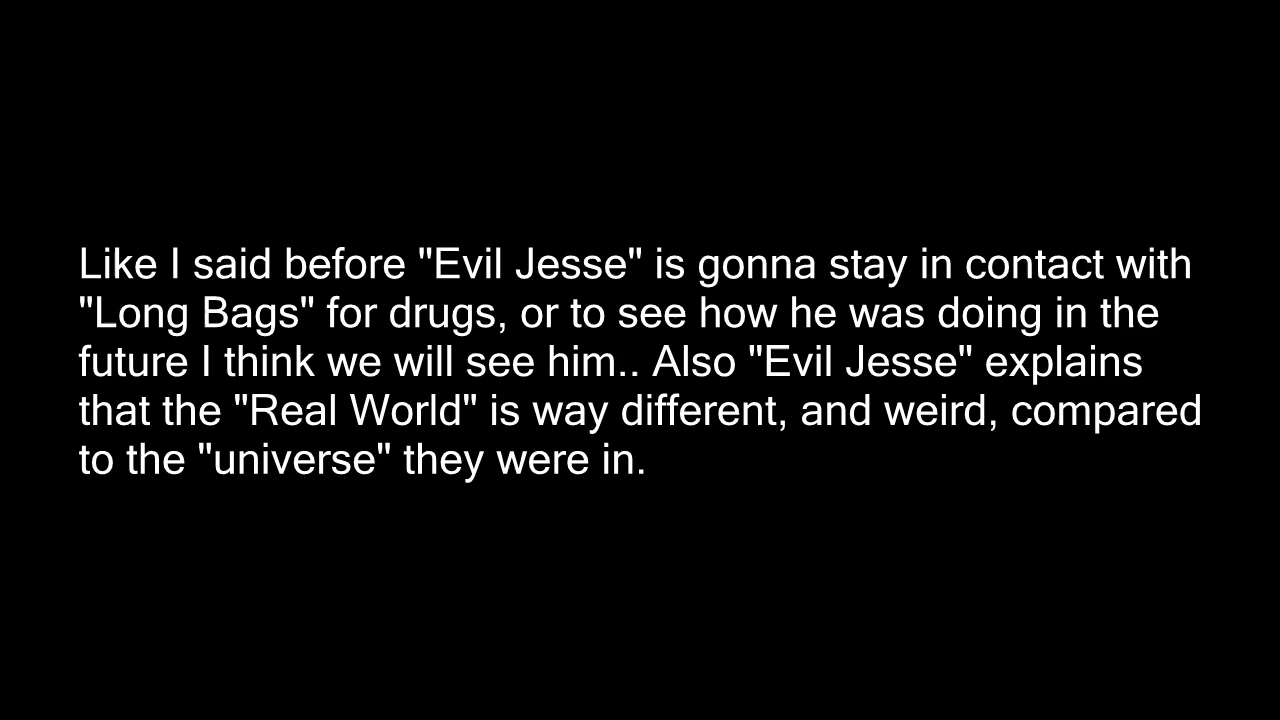 Like I said before "Evil Jesse" is gonna stay in contact with
"Long Bags" for drugs, or to see how he was doing in the
future I think we will see him.. Also "Evil Jesse" explains
that the "Real World" is way different, and weird, compared
to the "universe" they were in.